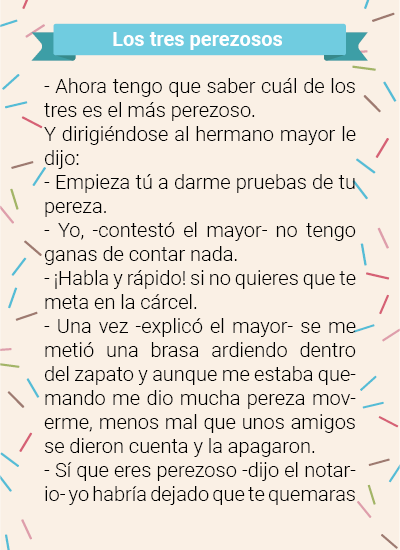 Los tres perezosos
- Ahora tengo que saber cuál de los
tres es el más perezoso.
Y dirigiéndose al hermano mayor le
dijo:
- Empieza tú a darme pruebas de tu
pereza.
- Yo, -contestó el mayor- no tengo
ganas de contar nada.
- ¡Habla y rápido! si no quieres que te
meta en la cárcel.
- Una vez -explicó el mayor- se me
metió una brasa ardiendo dentro
del zapato y aunque me estaba que-
mando me dio mucha pereza mov-
erme, menos mal que unos amigos
se dieron cuenta y la apagaron.
- Sí que eres perezoso -dijo el notar-
io- yo habría dejado que te quemaras